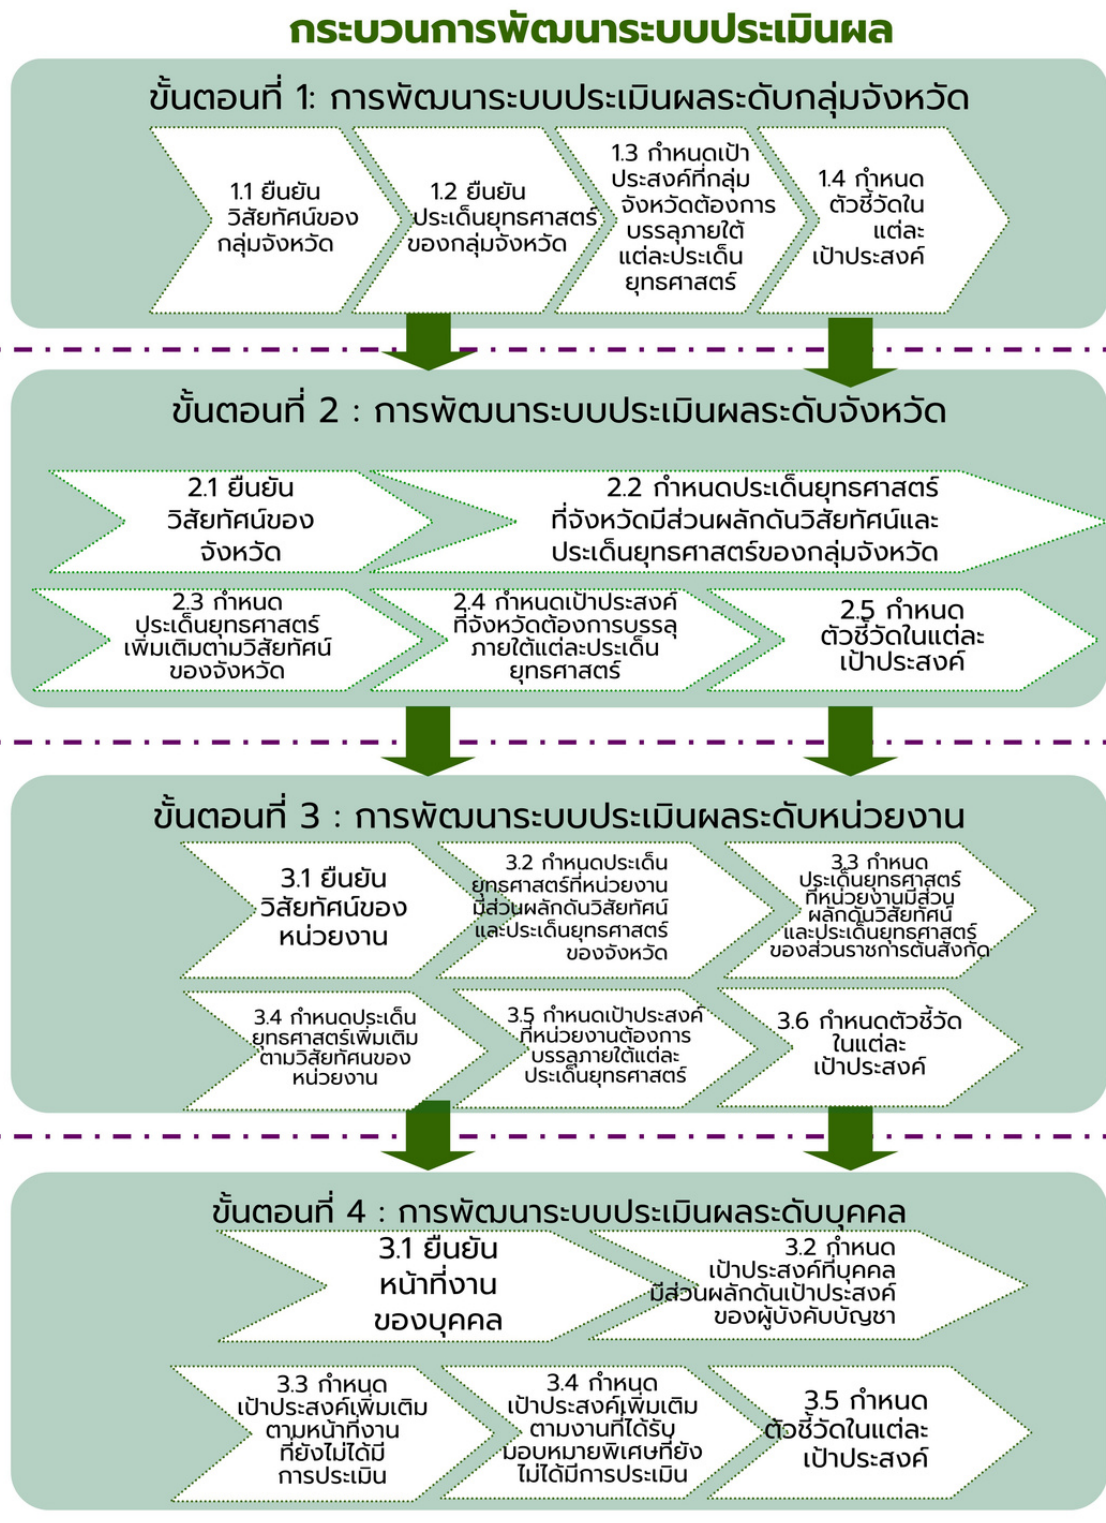 กระบวนการพัฒนาระบบประเมินผล
ขั้นตอนที่ 1: การพัฒนาระบบประเมินผลระดับกลุ่มจังหวัด
1.1 ยืนยัน
วิสัยทัศน์ของ
กลุ่มจังหวัด
1.2 ยืนยัน
ประเด็นยุทธศาสตร์
ของกลุ่มจังหวัด
1.3 กำหนดเป้า
ประสงค์ที่กลุ่ม
จังหวัดต้องการ
บรรลุภายใต้
แต่ละประเด็น
ยุทธศาสตร์
1.4 กำหนด
ตัวชี้วัดใน
แต่ละ
เป้าประสงค์
ขั้นตอนที่ 2 : การพัฒนาระบบประเมินผลระดับจังหวัด
2.1 ยืนยัน
วิสัยทัศน์ของ
จังหวัด
2.2 กำหนดประเด็นยุทธศาสตร์
ที่จังหวัดมีส่วนผลักดันวิสัยทัศน์และ
ประเด็นยุทธศาสตร์ของกลุ่มจังหวัด
2.3 กำหนด
ประเด็นยุทธศาสตร์
เพิ่มเติมตามวิสัยทัศน์
ของจังหวัด
2.4 กำหนดเป้าประสงค์
ที่จังหวัดต้องการบรรลุ
ภายใต้แต่ละประเด็น
ยุทธศาสตร์
2.5 กำหนด
ตัวชี้วัดในแต่ละ
เป้าประสงค์
ขั้นตอนที่ 3 : การพัฒนาระบบประเมินผลระดับหน่วยงาน
3.1 ยืนยัน
วิสัยทัศน์ของ
หน่วยงาน
3.2 กำหนดประเด็น
ยุทธศาสตร์ที่หน่วยงาน
มีส่วนผลักดันวิสัยทัศน์
และประเด็นยุทธศาสตร์
ของจังหวัด
3.3 กำหนด
ประเด็นยุทธศาสตร์
ที่หน่วยงานมีส่วน
ผลักดันวิสัยทัศน์
และประเด็นยุทธศาสตร์
ของส่วนราชการต้นสังกัด
3.4 กำหนดประเด็น
ยุทธศาสตร์เพิ่มเติม
ตามวิสัยทัศนของ
หน่วยงาน
3.5 กำหนดเป้าประสงค์
ที่หน่วยงานต้องการ
บรรลุภายใต้แต่ละ
ประเด็นยุทธศาสตร์
3.6 กำหนดตัวชี้วัด
ในแต่ละ
เป้าประสงค์
ขั้นตอนที่ 4 : การพัฒนาระบบประเมินผลระดับบุคคล
3.1 ยืนยัน
หน้าที่งาน
ของบุคคล
3.2 กำหนด
เป้าประสงค์ที่บุคคล
มีส่วนผลักดันเป้าประสงค์
ของผู้บังคับบัญชา
3.3 กำหนด
เป้าประสงค์เพิ่มเติม
ตามหน้าที่งาน
ที่ยังไม่ได้มี
การประเมิน
3.4 กำหนด
เป้าประสงค์เพิ่มเติม
ตามงานที่ได้รับ
มอบหมายพิเศษที่ยัง
ไม่ได้มีการประเมิน
3.5 กำหนด
ตัวชี้วัดในแต่ละ
เป้าประสงค์